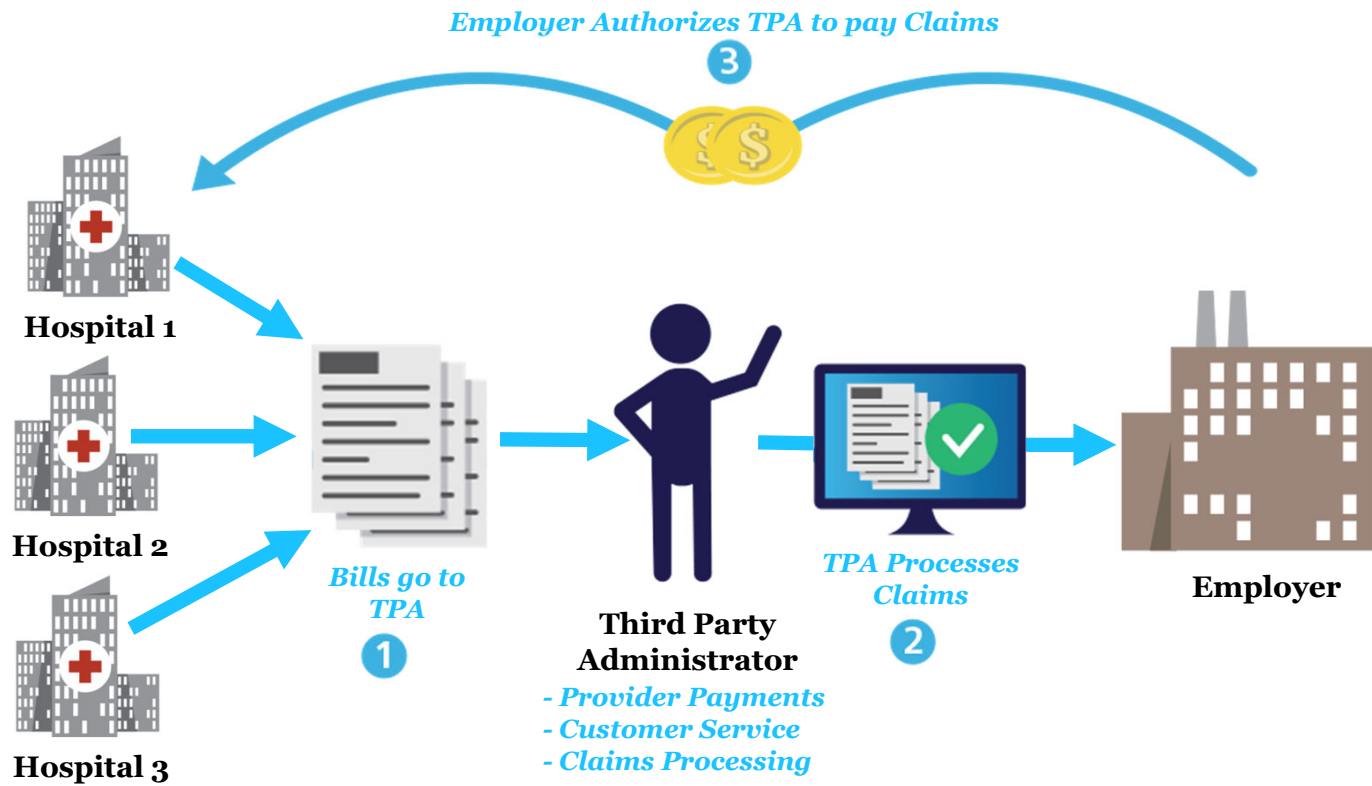 Employer Authorizes TPA to pay Claims
3
$ $
Hospital 1
Hospital 2
Hospital 3
Bills go to
TPA
1
Third Party
Administrator
- Provider Payments
- Customer Service
- Claims Processing
TPA Processes
Claims
2
Employer